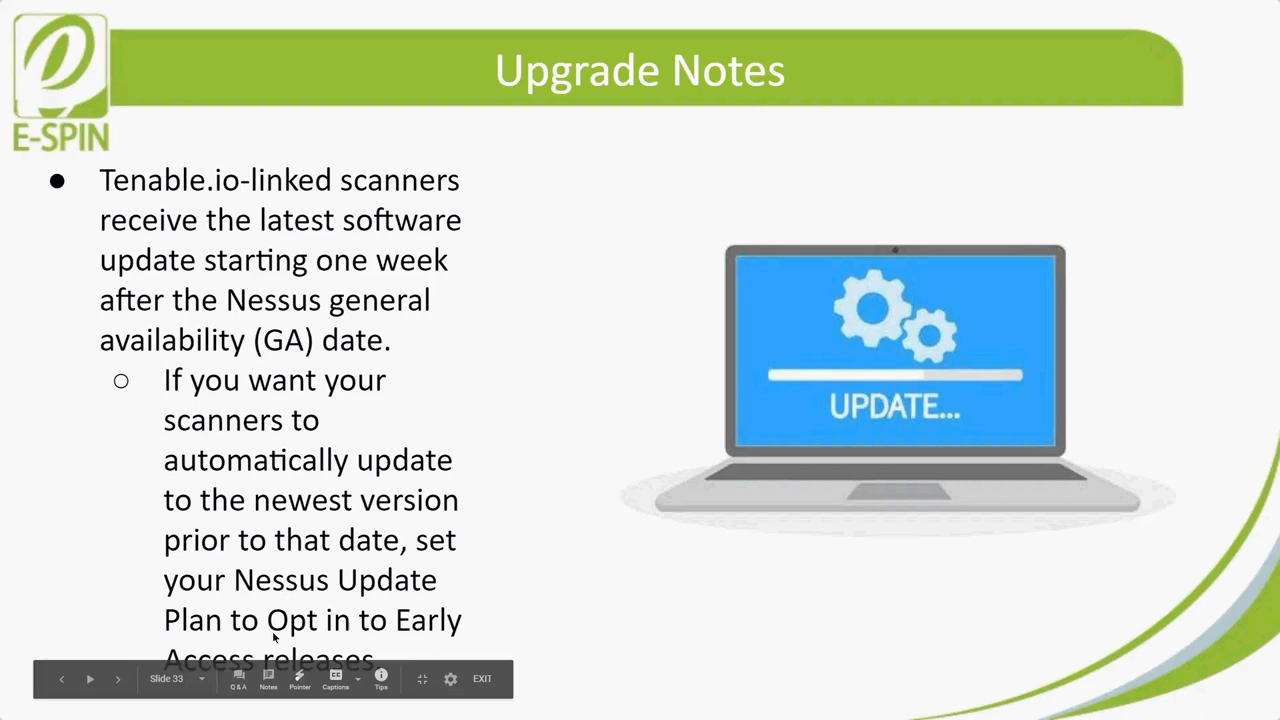 Upgrade Notes
E-SPIN
● Tenable.io-linked scanners
receive the latest software
update starting one week
after the Nessus general
availability (GA) date.
○ If you want your
scanners to
automatically update
to the newest version
prior to that date, set
your Nessus Update
Plan to Opt in to Early
Access releases.
UPDATE...
Slide 33
Q & A
Notes
Pointer
Captions
Tips
EXIT